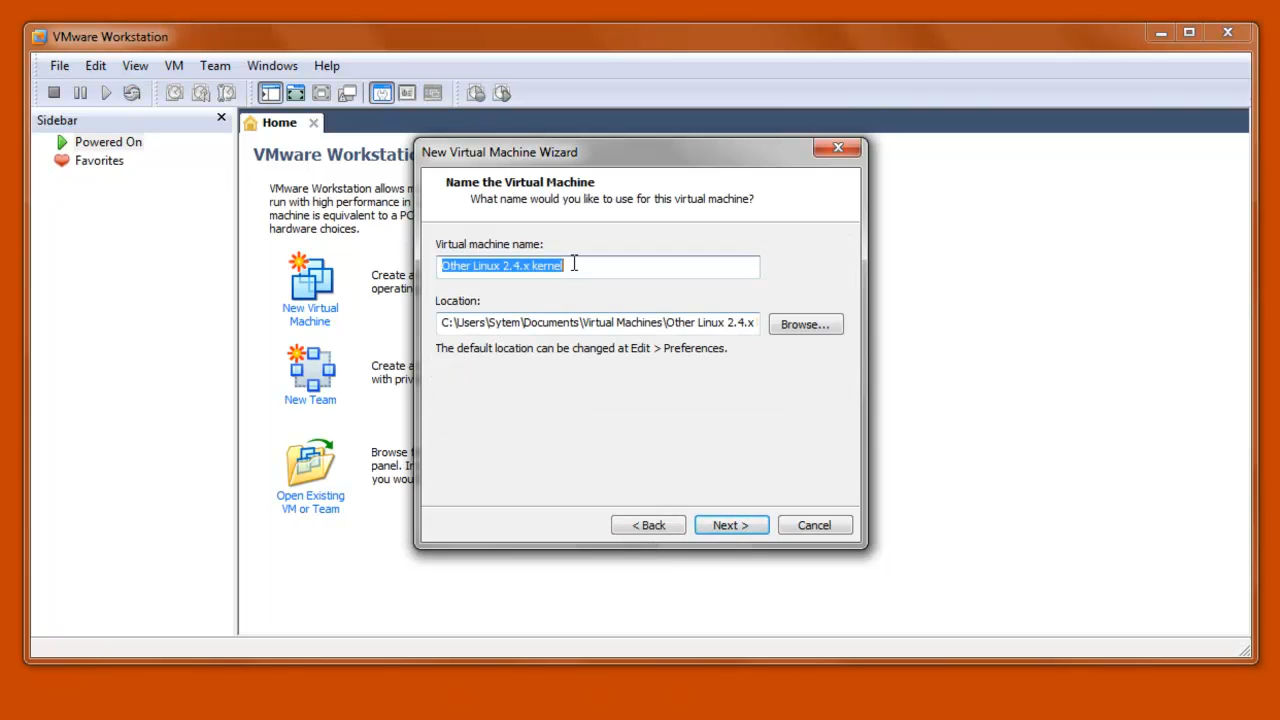 VMware Workstation
File Edit View VM Team Windows Help
Sidebar
Powered On
Favorites
Home
VMware Workstatio
VMware Workstation allows m
run with high performance in
machine is equivalent to a PC
hardware choices.
New Virtual
Machine
Create a
operatin
New Team
Create a
with priv
Open Existing
VM or Team
Browse t
panel. In
you wou
New Virtual Machine Wizard
Name the Virtual Machine
What name would you like to use for this virtual machine?
Virtual machine name:
Other Linux 2.4.x kernel
Location:
C:\Users\Sytem\Documents\Virtual Machines\Other Linux 2.4.x
Browse...
The default location can be changed at Edit > Preferences.
< Back Next > Cancel